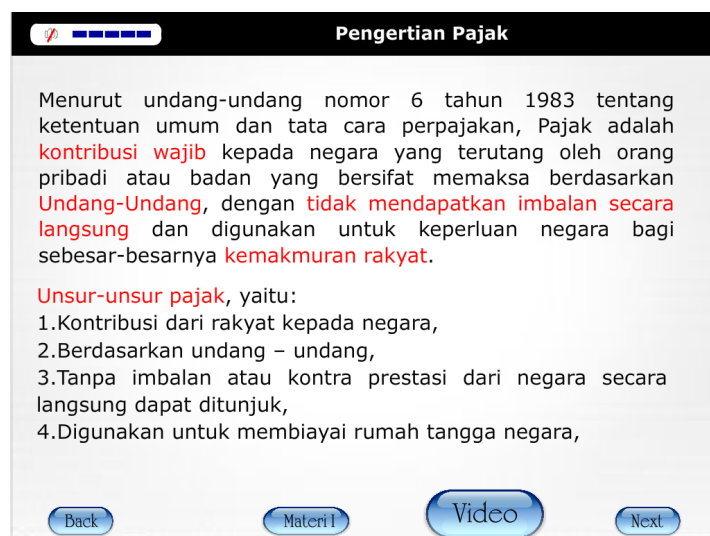 Pengertian Pajak
Menurut undang-undang nomor 6 tahun 1983 tentang
ketentuan umum dan tata cara perpajakan, Pajak adalah
kontribusi wajib kepada negara yang terutang oleh orang
pribadi atau badan yang bersifat memaksa berdasarkan
Undang-Undang, dengan tidak mendapatkan imbalan secara
langsung dan digunakan untuk keperluan negara bagi
sebesar-besarnya kemakmuran rakyat.
Unsur-unsur pajak, yaitu:
1.Kontribusi dari rakyat kepada negara,
2.Berdasarkan undang – undang,
3.Tanpa imbalan atau kontra prestasi dari negara secara
langsung dapat ditunjuk,
4.Digunakan untuk membiayai rumah tangga negara,
Back
Materi I
Video
Next